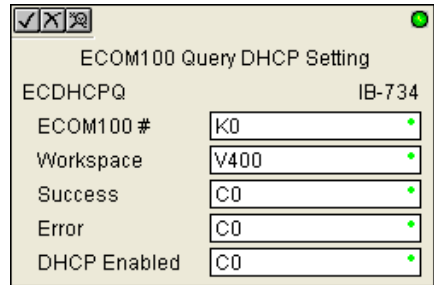 ECOM100 Query DHCP Setting
ECDHCPQ IB-734
ECOM100 # K0
Workspace V400
Success C0
Error C0
DHCP Enabled C0